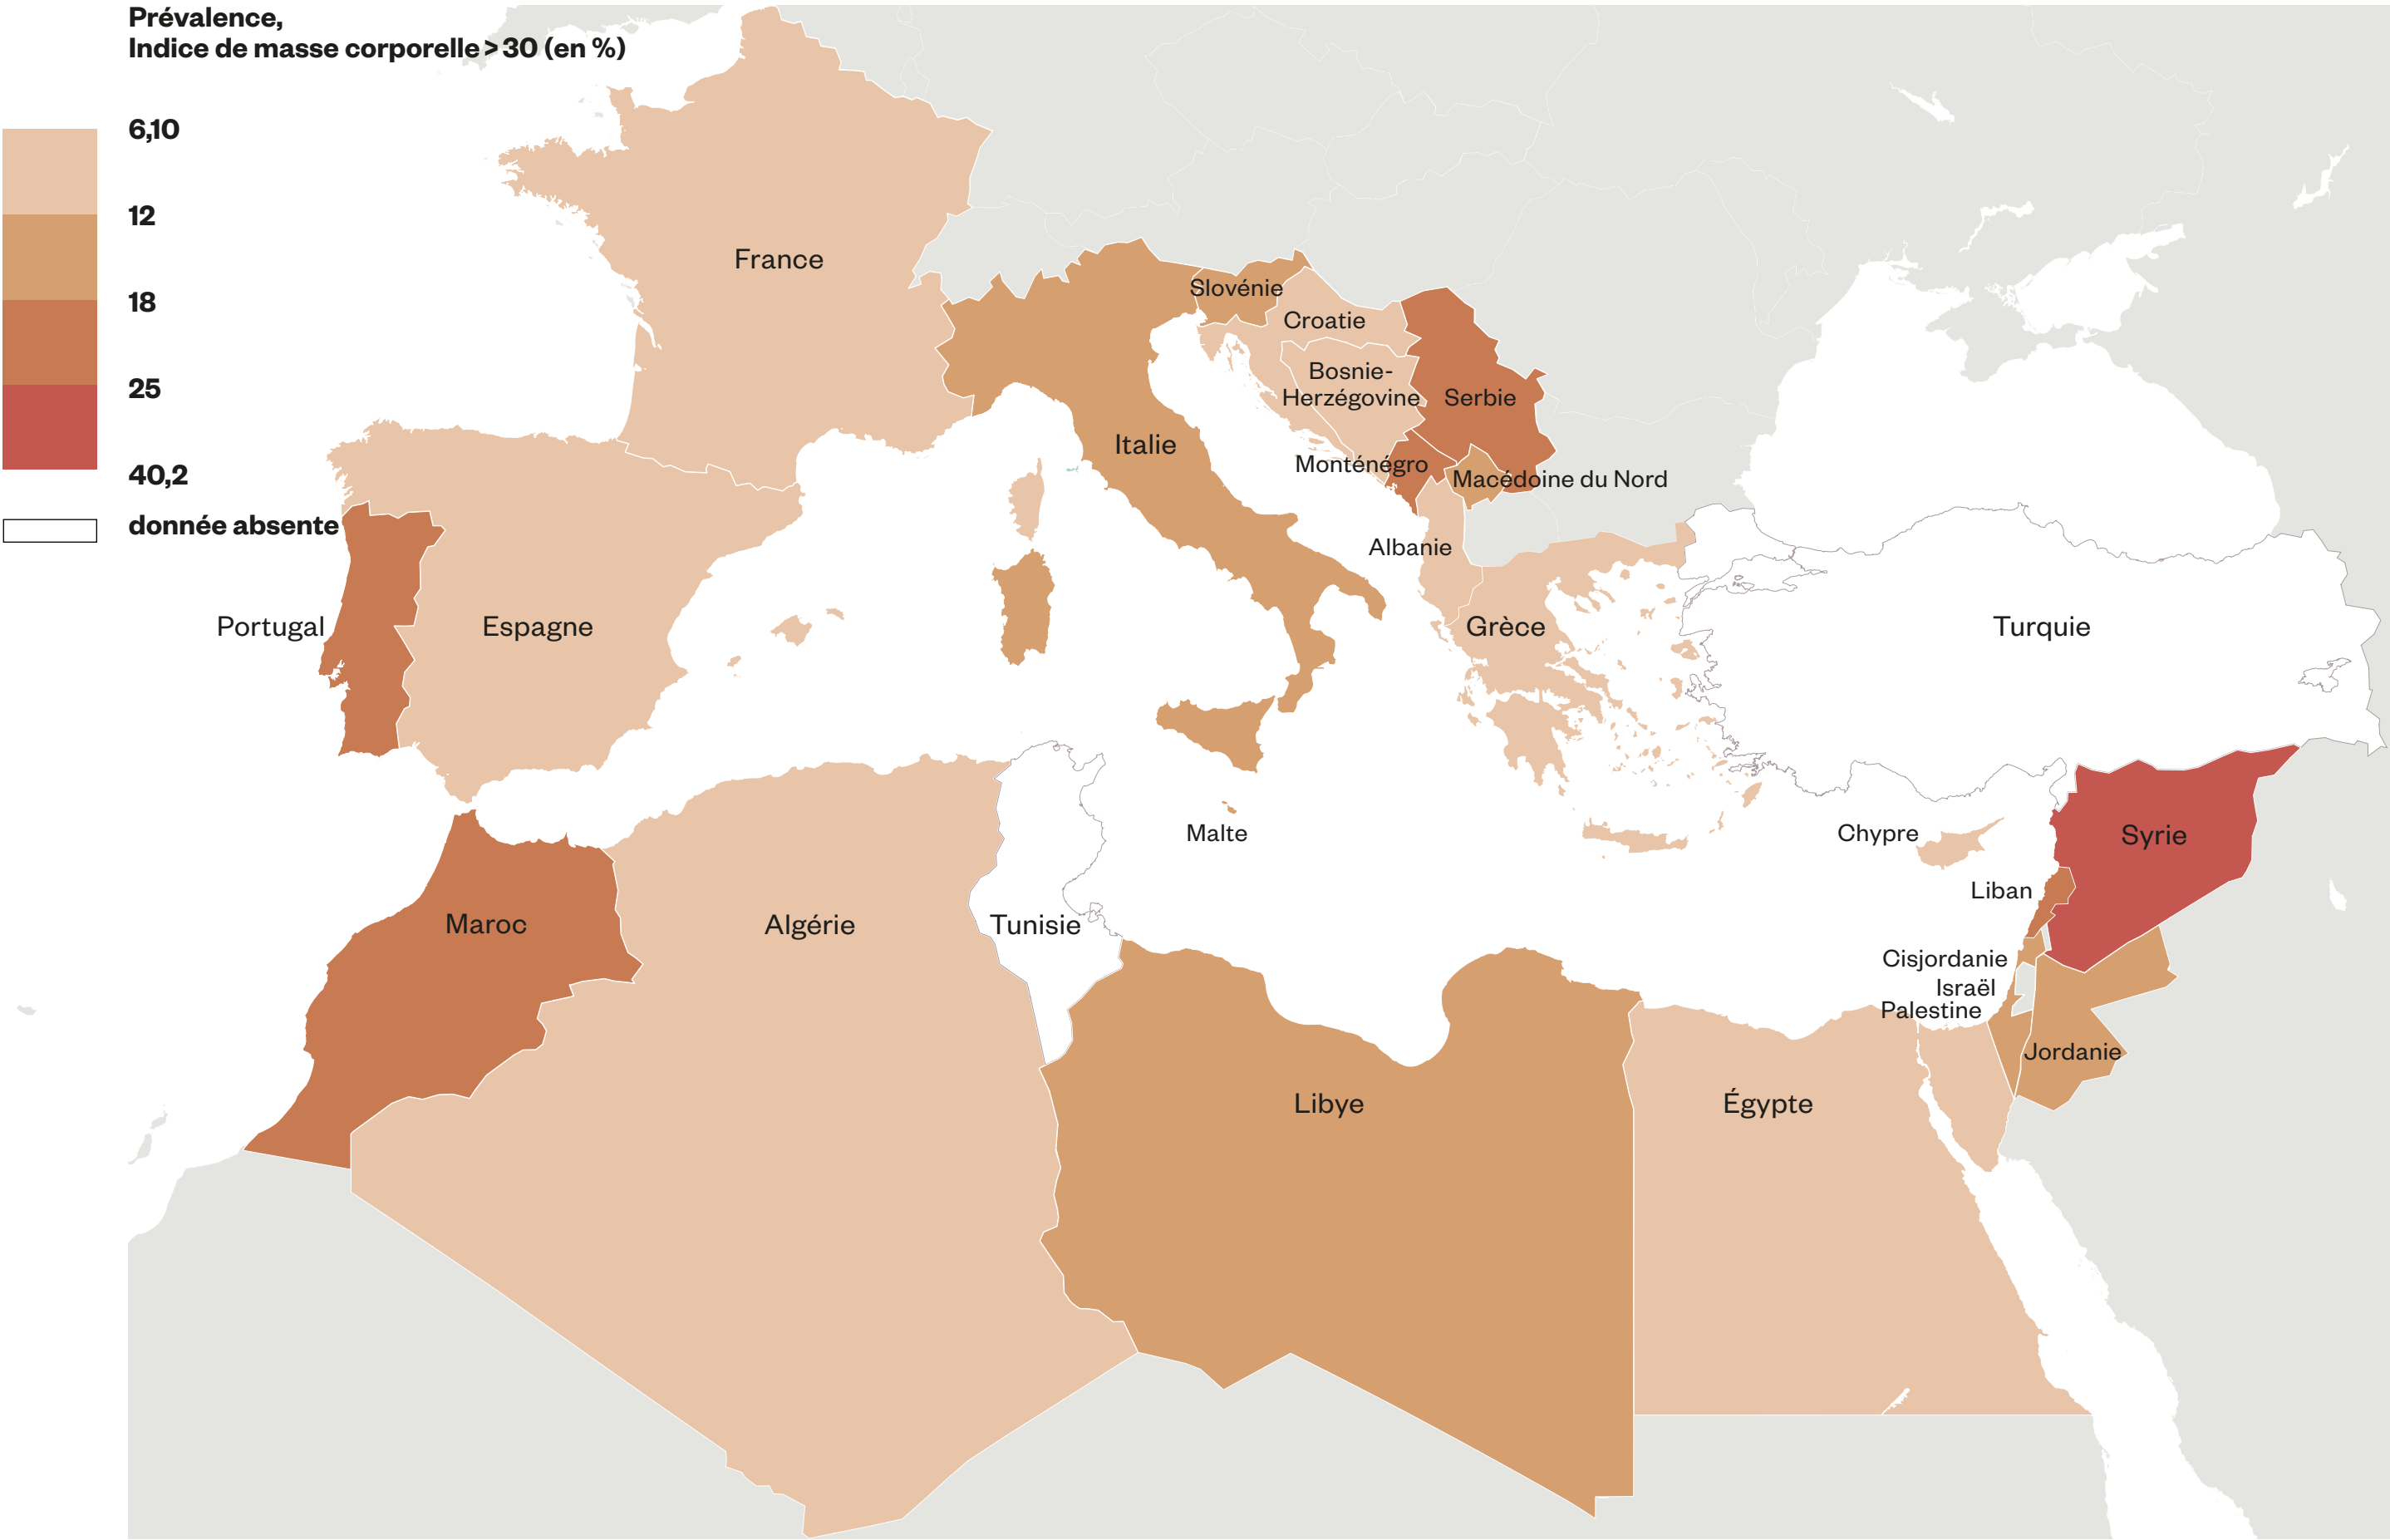 Prévalence,
Indice de masse corporelle > 30 (en %)
6,10
12
18
25
40,2
donnée absente
France
Slovénie
Croatie
Bosnie-
Herzégovine
Serbie
Italie
Monténégro
Macédoine du Nord
Albanie
Portugal
Espagne
Grèce
Turquie
Malte
Chypre
Syrie
Liban
Maroc
Algérie
Tunisie
Cisjordanie
Israël
Palestine
Jordanie
Libye
Égypte